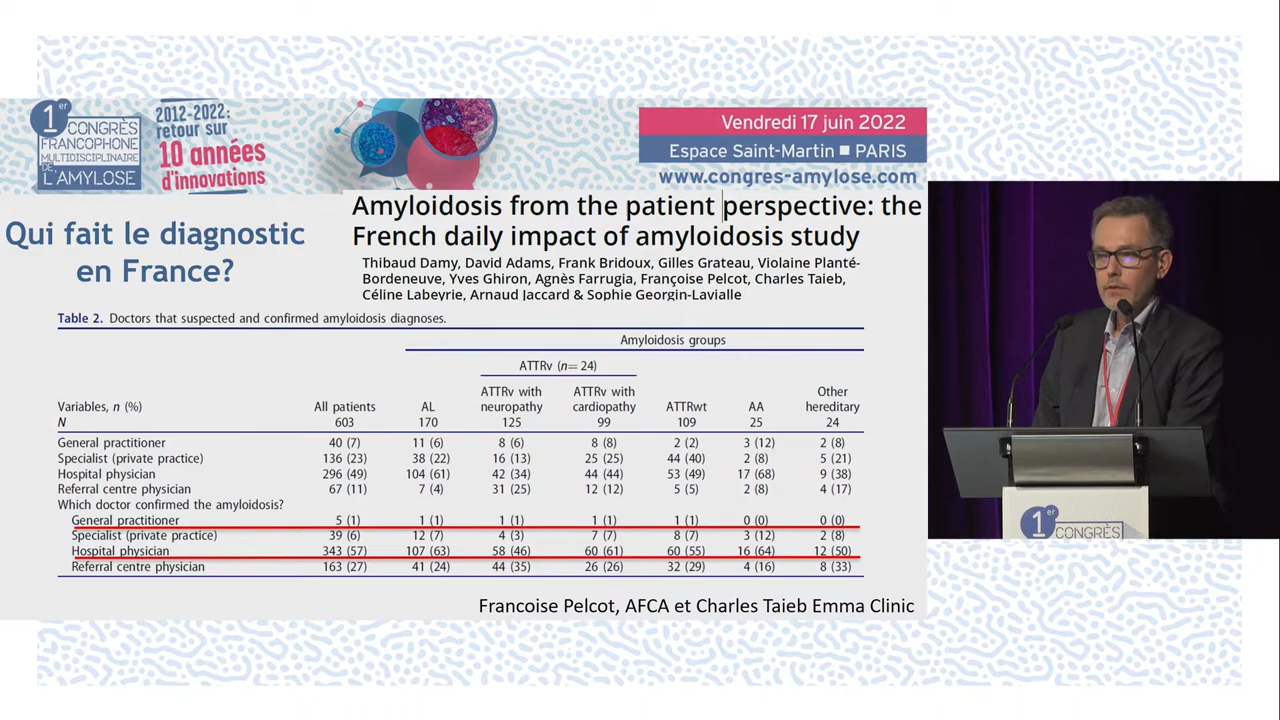 1er
CONGRÈS
FRANCOPHONE
MULTIDISCIPLINAIRE
DE
L'AMYLOSE
2012-2022:
retour sur
10 années
d'innovations
Vendredi 17 juin 2022
Espace Saint-Martin ■ PARIS
www.congres-amylose.com
Qui fait le diagnostic
en France?
Amyloidosis from the patient perspective: the
French daily impact of amyloidosis study
Thibaud Damy, David Adams, Frank Bridoux, Gilles Grateau, Violaine Planté-
Bordeneuve, Yves Ghiron, Agnès Farrugia, Françoise Pelcot, Charles Taieb,
Céline Labeyrie, Arnaud Jaccard & Sophie Georgin-Lavialle
Table 2. Doctors that suspected and confirmed amyloidosis diagnoses.
Amyloidosis groups
ATTRv (n= 24)
ATTRv with ATTRv with Other
Variables, n (%) All patients AL neuropathy cardiopathy ATTRwt AA hereditary
N 603 170 125 99 109 25 24
General practitioner 40 (7) 11 (6) 8 (6) 8 (8) 2 (2) 3 (12) 2 (8)
Specialist (private practice) 136 (23) 38 (22) 16 (13) 25 (25) 44 (40) 2 (8) 5 (21)
Hospital physician 296 (49) 104 (61) 42 (34) 44 (44) 53 (49) 17 (68) 9 (38)
Referral centre physician 67 (11) 7 (4) 31 (25) 12 (12) 5 (5) 2 (8) 4 (17)
Which doctor confirmed the amyloidosis?
General practitioner 5 (1) 1 (1) 1 (1) 1 (1) 1 (1) 0 (0) 0 (0)
Specialist (private practice) 39 (6) 12 (7) 4 (3) 7 (7) 8 (7) 3 (12) 2 (8)
Hospital physician 343 (57) 107 (63) 58 (46) 60 (61) 60 (55) 16 (64) 12 (50)
Referral centre physician 163 (27) 41 (24) 44 (35) 26 (26) 32 (29) 4 (16) 8 (33)
Francoise Pelcot, AFCA et Charles Taieb Emma Clinic
1er
CONGRÈS